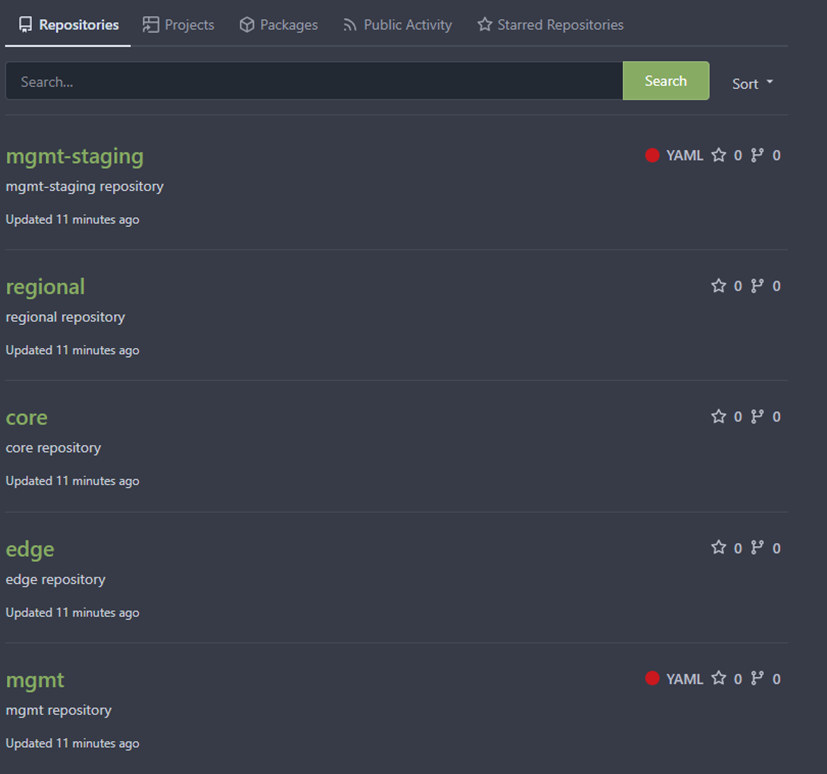 Repositories Projects Packages Public Activity Starred Repositories
Search... Search Sort
mgmt-staging YAML 0 0
mgmt-staging repository
Updated 11 minutes ago
regional 0 0
regional repository
Updated 11 minutes ago
core 0 0
core repository
Updated 11 minutes ago
edge 0 0
edge repository
Updated 11 minutes ago
mgmt YAML 0 0
mgmt repository
Updated 11 minutes ago